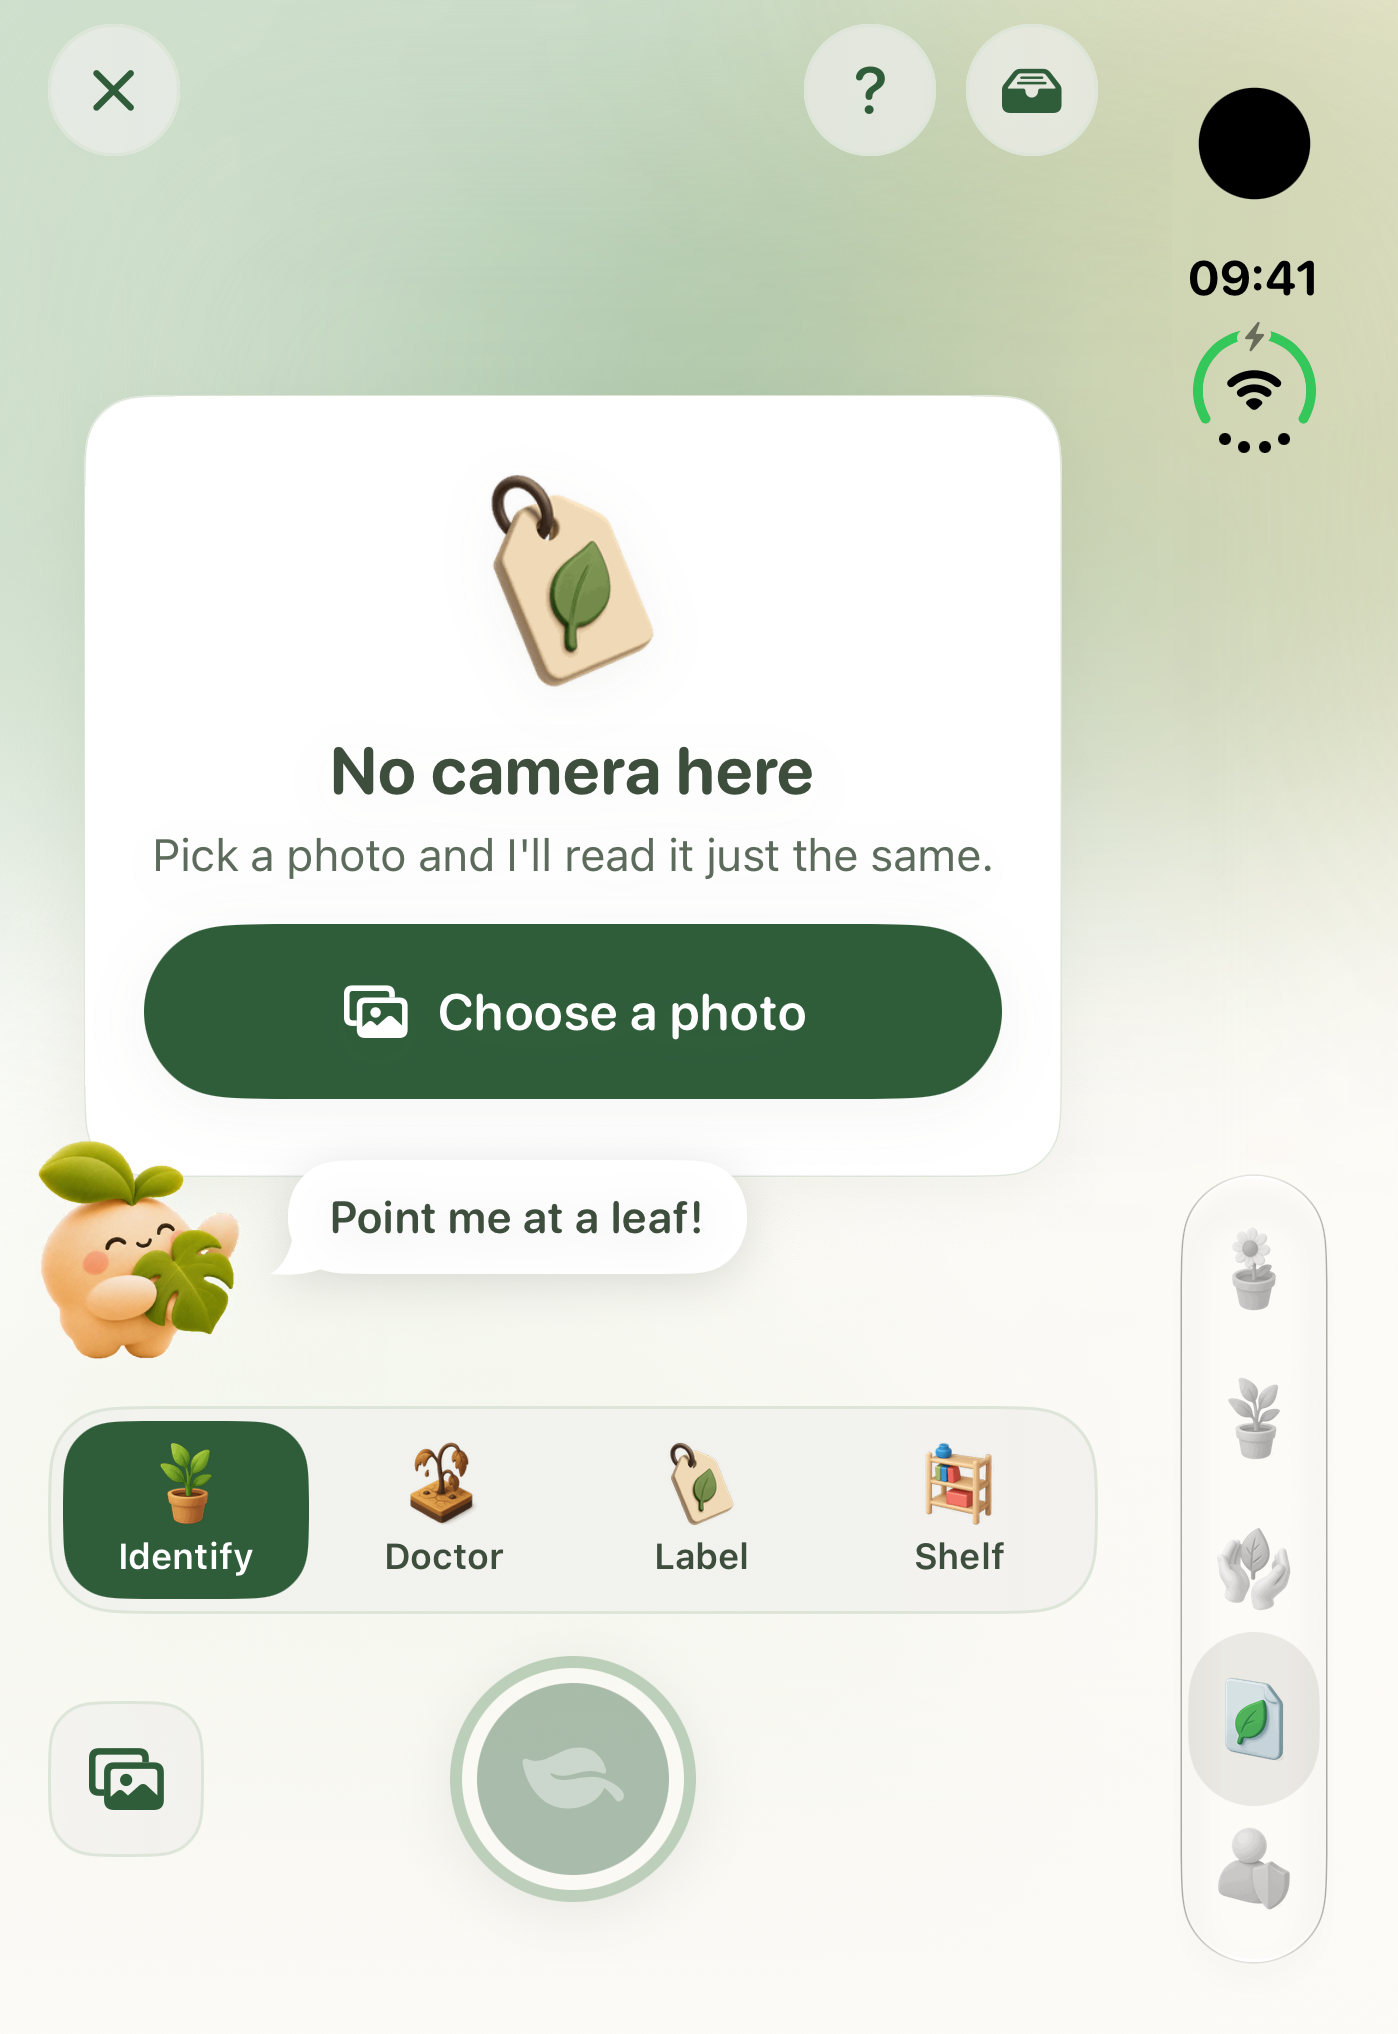 ?
09:41
No camera here
Pick a photo and I'll read it just the same.
Choose a photo
Point me at a leaf!
Identify
Doctor
Label
Shelf